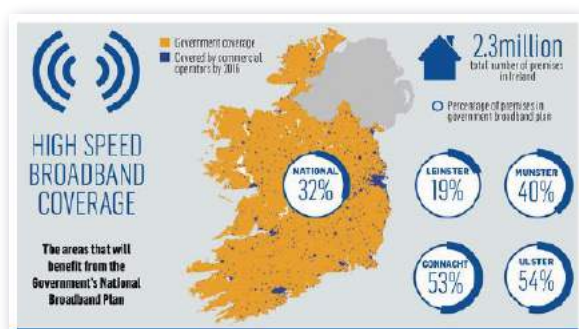 HIGH SPEED
BROADBAND
COVERAGE
The areas that will
benefit from the
Government's National
Broadband Plan
Government coverage
Covered by commercial
operators by 2016
2.3million
total number of premises
in Ireland
Percentage of premises in
government broadband plan
NATIONAL
32%
LEINSTER
19%
MUNSTER
40%
CONNACHT
53%
ULSTER
54%